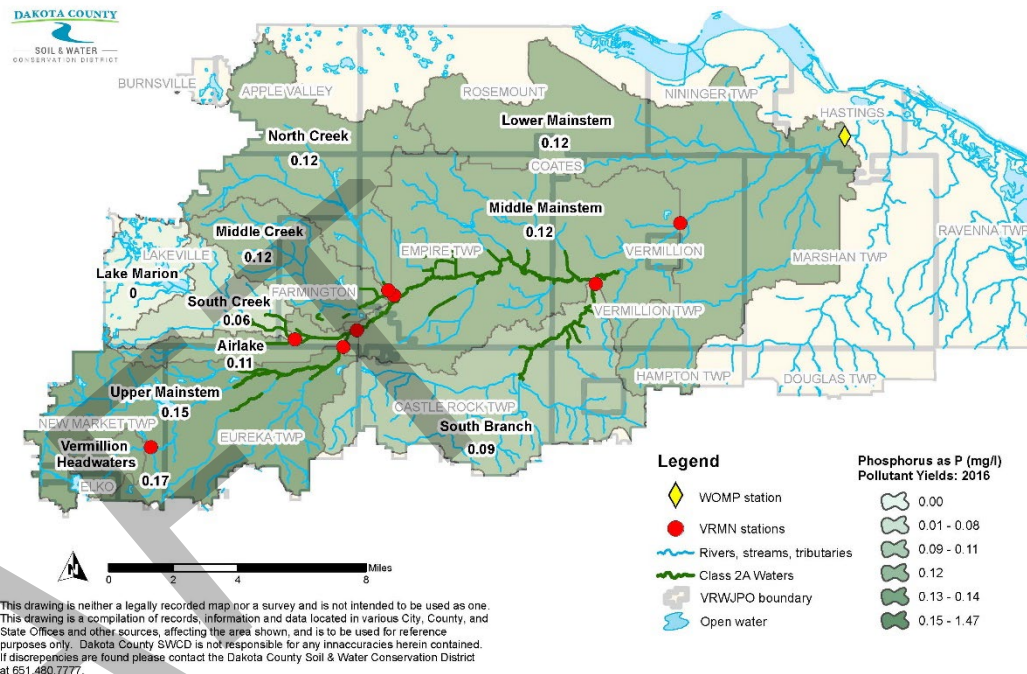 DAKOTA COUNTY
SOIL & WATER
CONSERVATION DISTRICT
BURNSVILLE
APPLE VALLEY
ROSEMOUNT
NININGER TWP
HASTINGS
Lower Mainstem
0.12
North Creek
0.12
COATES
Middle Mainstem
0.12
Middle Creek
0.12
LAKEVILLE
EMPIRE TWP
VERMILLION
RAVENNA TWP
MARSHAN TWP
Lake Marion
0
FARMINGTON
South Creek
0.06
VERMILLION TWP
Airlake
0.11
HAMPTON TWP
DOUGLAS TWP
Upper Mainstem
0.15
CASTLE ROCK TWP
NEW MARKET TWP
EUREKA TWP
South Branch
0.09
Vermillion
Headwaters
0.17
ELKO
Legend
WOMP station
VRMN stations
Rivers, streams, tributaries
Class 2A Waters
VRWJPO boundary
Open water
Phosphorus as P (mg/l)
Pollutant Yields: 2016
0.00
0.01 - 0.08
0.09 - 0.11
0.12
0.13 - 0.14
0.15 - 1.47
N
Miles
0 2 4 8
This drawing is neither a legally recorded map nor a survey and is not intended to be used as one.
This drawing is a compilation of records, information and data located in various City, County, and
State Offices and other sources, affecting the area shown, and is to be used for reference
purposes only. Dakota County SWCD is not responsible for any innaccuracies herein contained.
If discrepencies are found please contact the Dakota County Soil & Water Conservation District
at 651.480.7777.